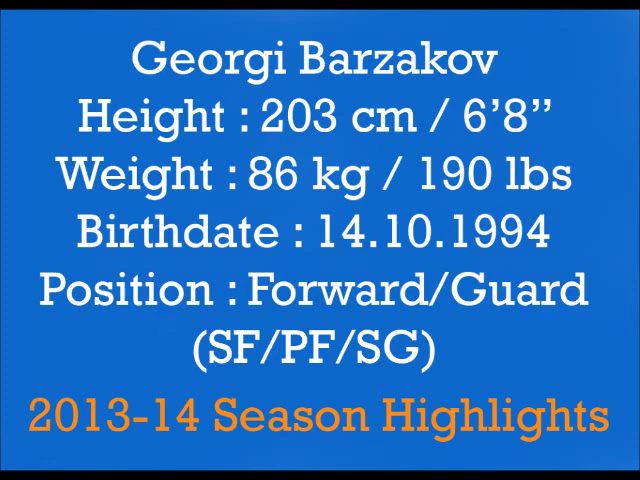 Georgi Barzakov
Height : 203 cm / 6’8”
Weight : 86 kg / 190 lbs
Birthdate : 14.10.1994
Position : Forward/Guard
(SF/PF/SG)
2013-14 Season Highlights